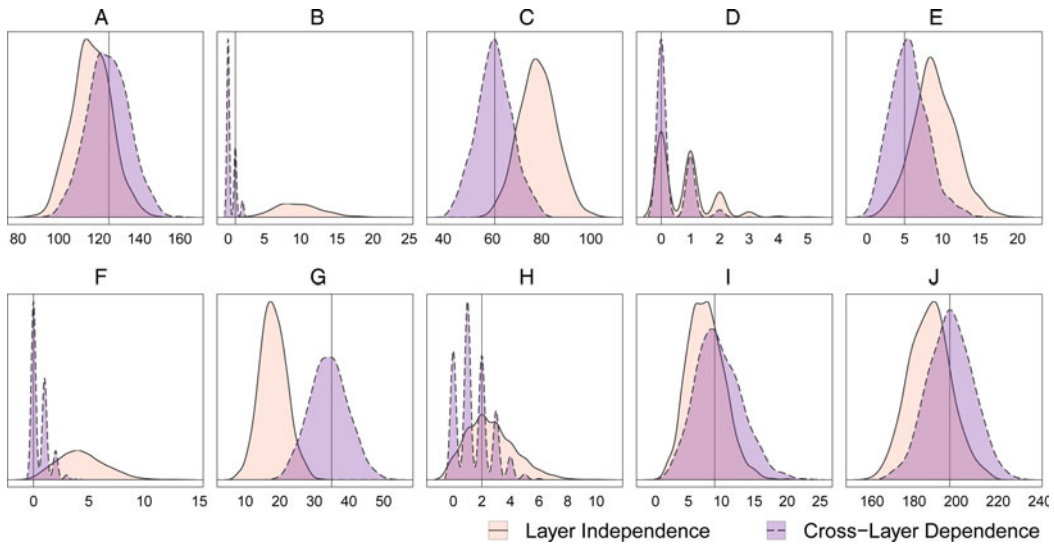 A B C D E
80 100 120 140 160 0 5 10 15 20 25 40 60 80 100 0 1 2 3 4 5 0 5 10 15 20
F G H I J
0 5 10 15 10 20 30 40 50 0 2 4 6 8 10 0 5 10 15 20 25 160 180 200 220 240
Layer Independence Cross−Layer Dependence